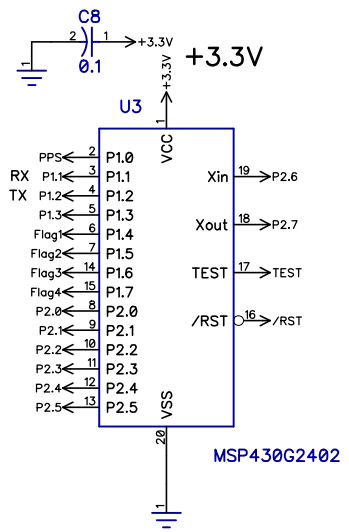 C8
2 1 +3.3V
0.1
1
+3.3V
+3.3V
U3
1
VCC
PPS 2 P1.0
RX P1.1 3 P1.1
TX P1.2 4 P1.2
P1.3 5 P1.3
Flag1 6 P1.4
Flag2 7 P1.5
Flag3 14 P1.6
Flag4 15 P1.7
P2.0 8 P2.0
P2.1 9 P2.1
P2.2 10 P2.2
P2.3 11 P2.3
P2.4 12 P2.4
P2.5 13 P2.5
Xin 19 P2.6
Xout 18 P2.7
TEST 17 TEST
/RST 16 /RST
VSS
20
MSP430G2402
1